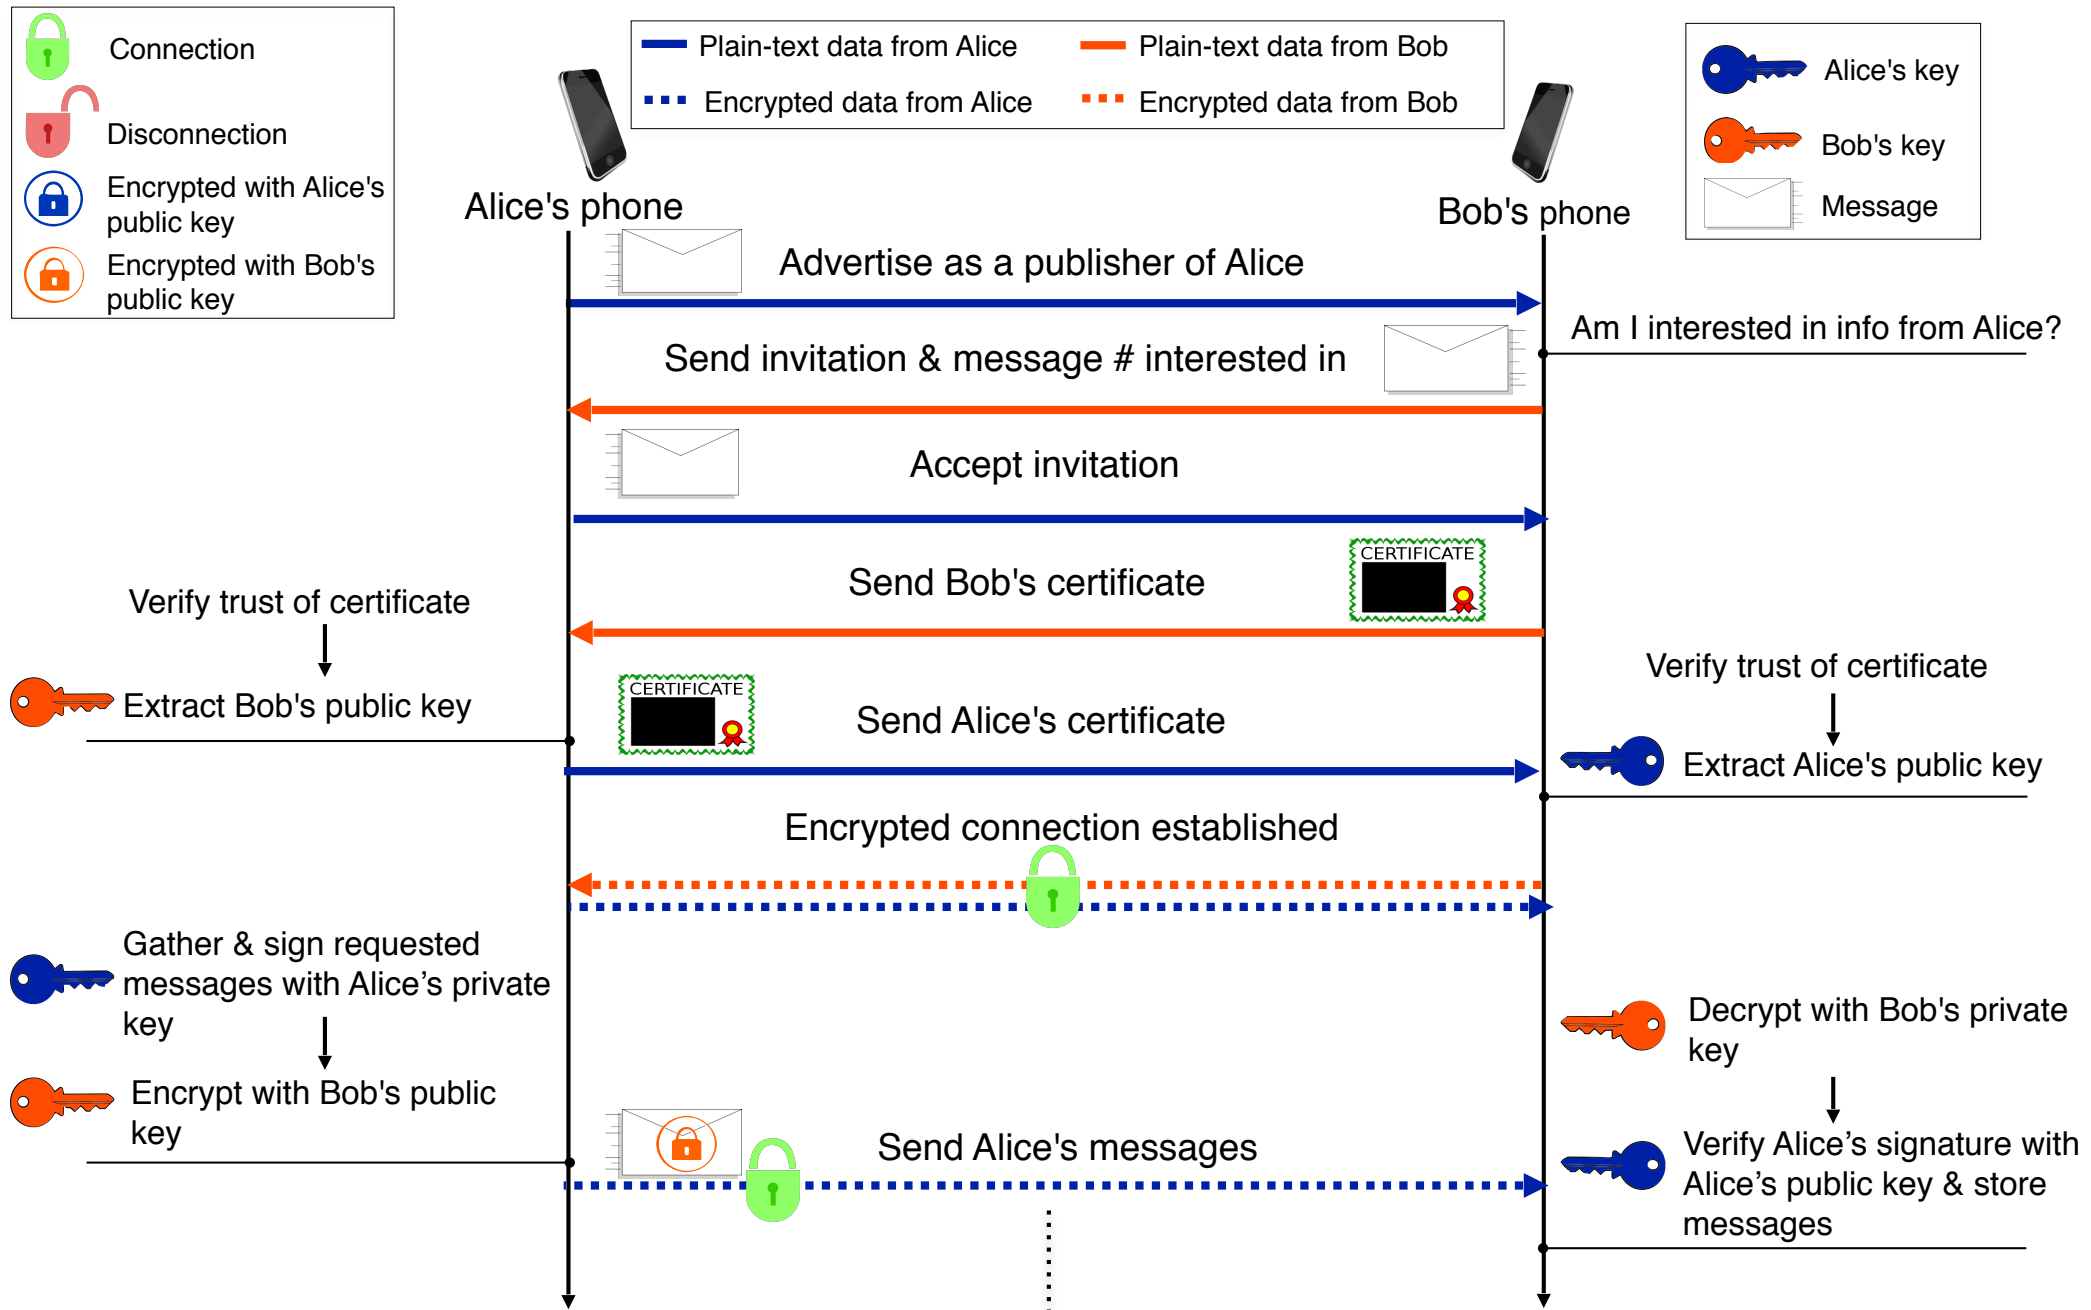 Connection
Disconnection
Encrypted with Alice's
public key
Encrypted with Bob's
public key
Plain-text data from Alice
Plain-text data from Bob
Encrypted data from Alice
Encrypted data from Bob
Alice's key
Bob's key
Message
Alice's phone
Bob's phone
Advertise as a publisher of Alice
Am I interested in info from Alice?
Send invitation & message # interested in
Accept invitation
CERTIFICATE
Send Bob's certificate
Verify trust of certificate
Extract Bob's public key
CERTIFICATE
Send Alice's certificate
Verify trust of certificate
Extract Alice's public key
Encrypted connection established
Gather & sign requested
messages with Alice’s private
key
Encrypt with Bob's public
key
Decrypt with Bob's private
key
Send Alice's messages
Verify Alice’s signature with
Alice’s public key & store
messages